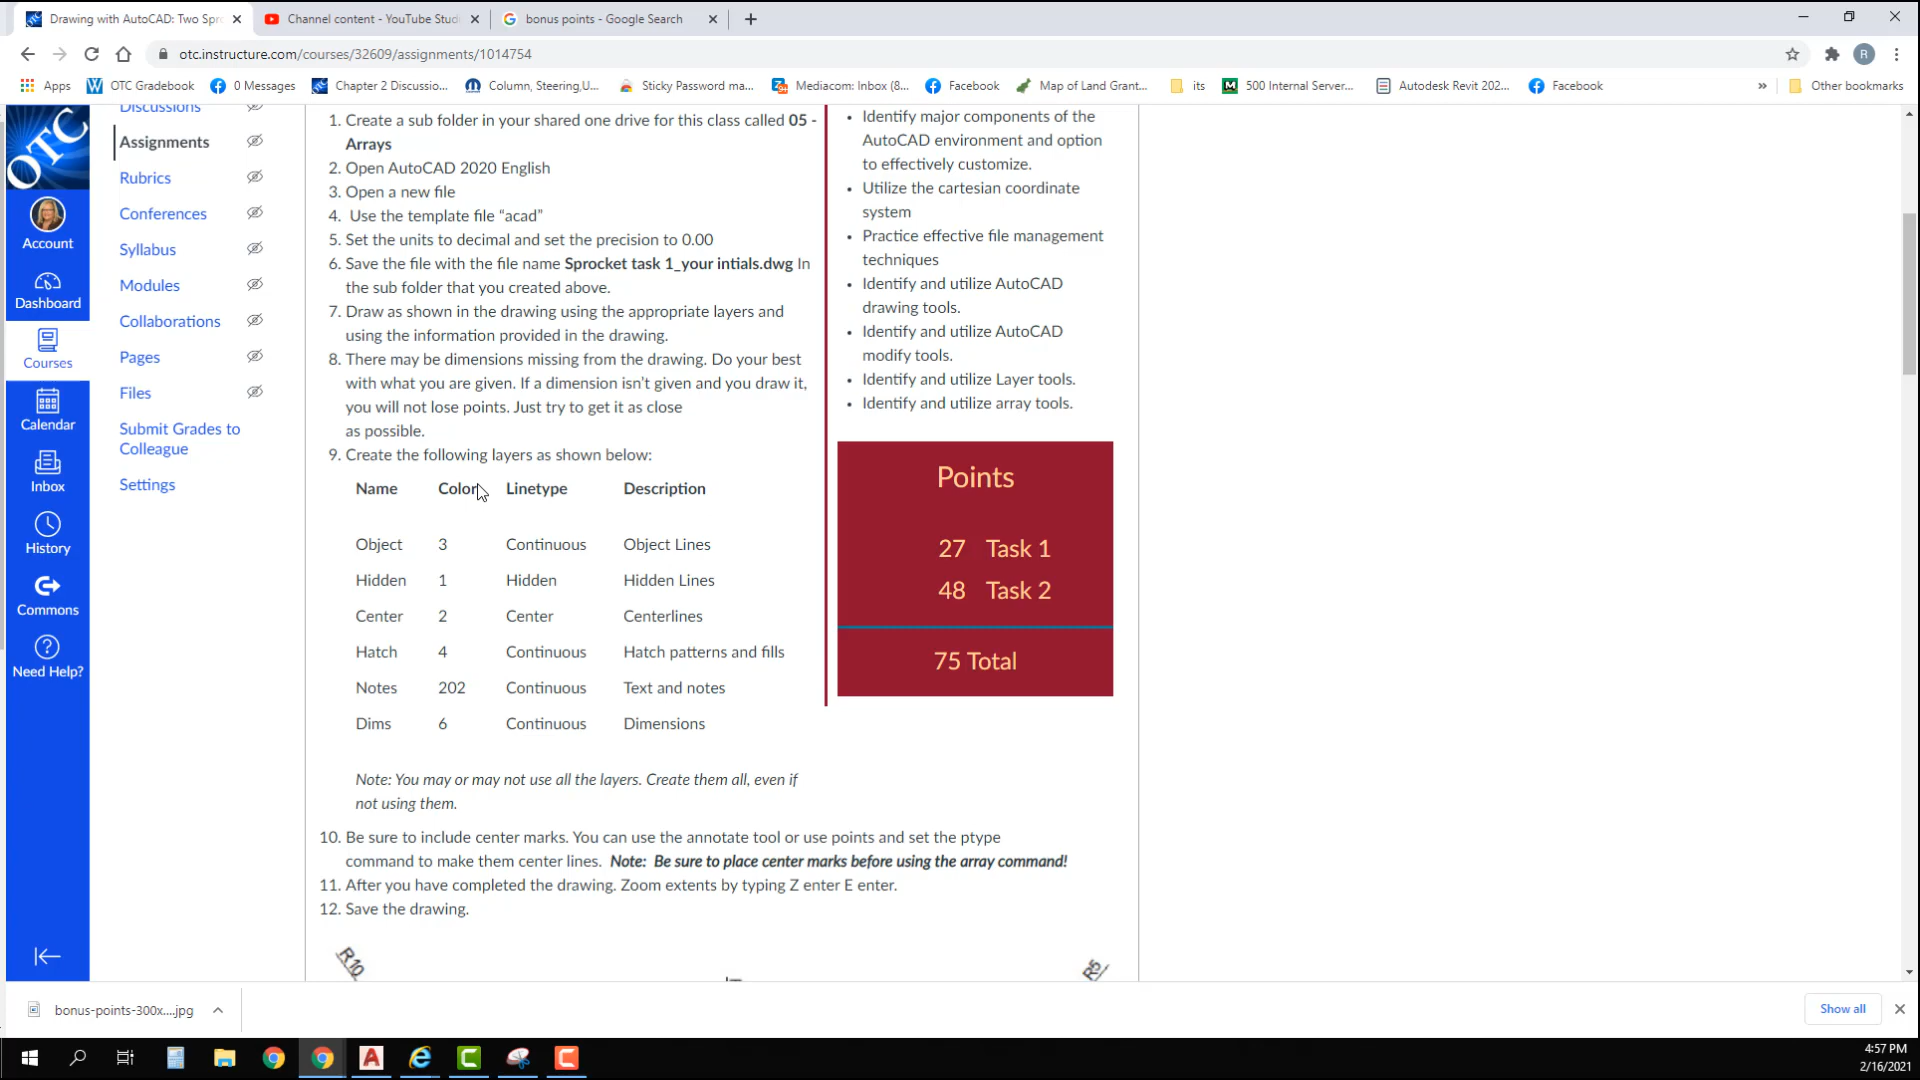 Drawing with AutoCAD: Two Spr
Channel content - YouTube Studi
bonus points - Google Search
otc.instructure.com/courses/32609/assignments/1014754
R
Apps
OTC Gradebook
0 Messages
Chapter 2 Discussio...
Column, Steering,U...
Sticky Password ma...
Mediacom: Inbox (8...
Facebook
Map of Land Grant...
its
500 Internal Server...
Autodesk Revit 202...
Facebook
»
Other bookmarks
OTC
Account
Dashboard
Courses
Calendar
Inbox
History
Commons
Need Help?
Discussions
Assignments
Rubrics
Conferences
Syllabus
Modules
Collaborations
Pages
Files
Submit Grades to
Colleague
Settings
1. Create a sub folder in your shared one drive for this class called 05 -
Arrays
2. Open AutoCAD 2020 English
3. Open a new file
4. Use the template file “acad”
5. Set the units to decimal and set the precision to 0.00
6. Save the file with the file name Sprocket task 1_your intials.dwg In
the sub folder that you created above.
7. Draw as shown in the drawing using the appropriate layers and
using the information provided in the drawing.
8. There may be dimensions missing from the drawing. Do your best
with what you are given. If a dimension isn't given and you draw it,
you will not lose points. Just try to get it as close
as possible.
9. Create the following layers as shown below:
Name Color Linetype Description
Object 3 Continuous Object Lines
Hidden 1 Hidden Hidden Lines
Center 2 Center Centerlines
Hatch 4 Continuous Hatch patterns and fills
Notes 202 Continuous Text and notes
Dims 6 Continuous Dimensions
Note: You may or may not use all the layers. Create them all, even if
not using them.
10. Be sure to include center marks. You can use the annotate tool or use points and set the ptype
command to make them center lines. Note: Be sure to place center marks before using the array command!
11. After you have completed the drawing. Zoom extents by typing Z enter E enter.
12. Save the drawing.
R10
R5
• Identify major components of the
AutoCAD environment and option
to effectively customize.
• Utilize the cartesian coordinate
system
• Practice effective file management
techniques
• Identify and utilize AutoCAD
drawing tools.
• Identify and utilize AutoCAD
modify tools.
• Identify and utilize Layer tools.
• Identify and utilize array tools.
Points
27 Task 1
48 Task 2
75 Total
bonus-points-300x....jpg
Show all
4:57 PM
2/16/2021